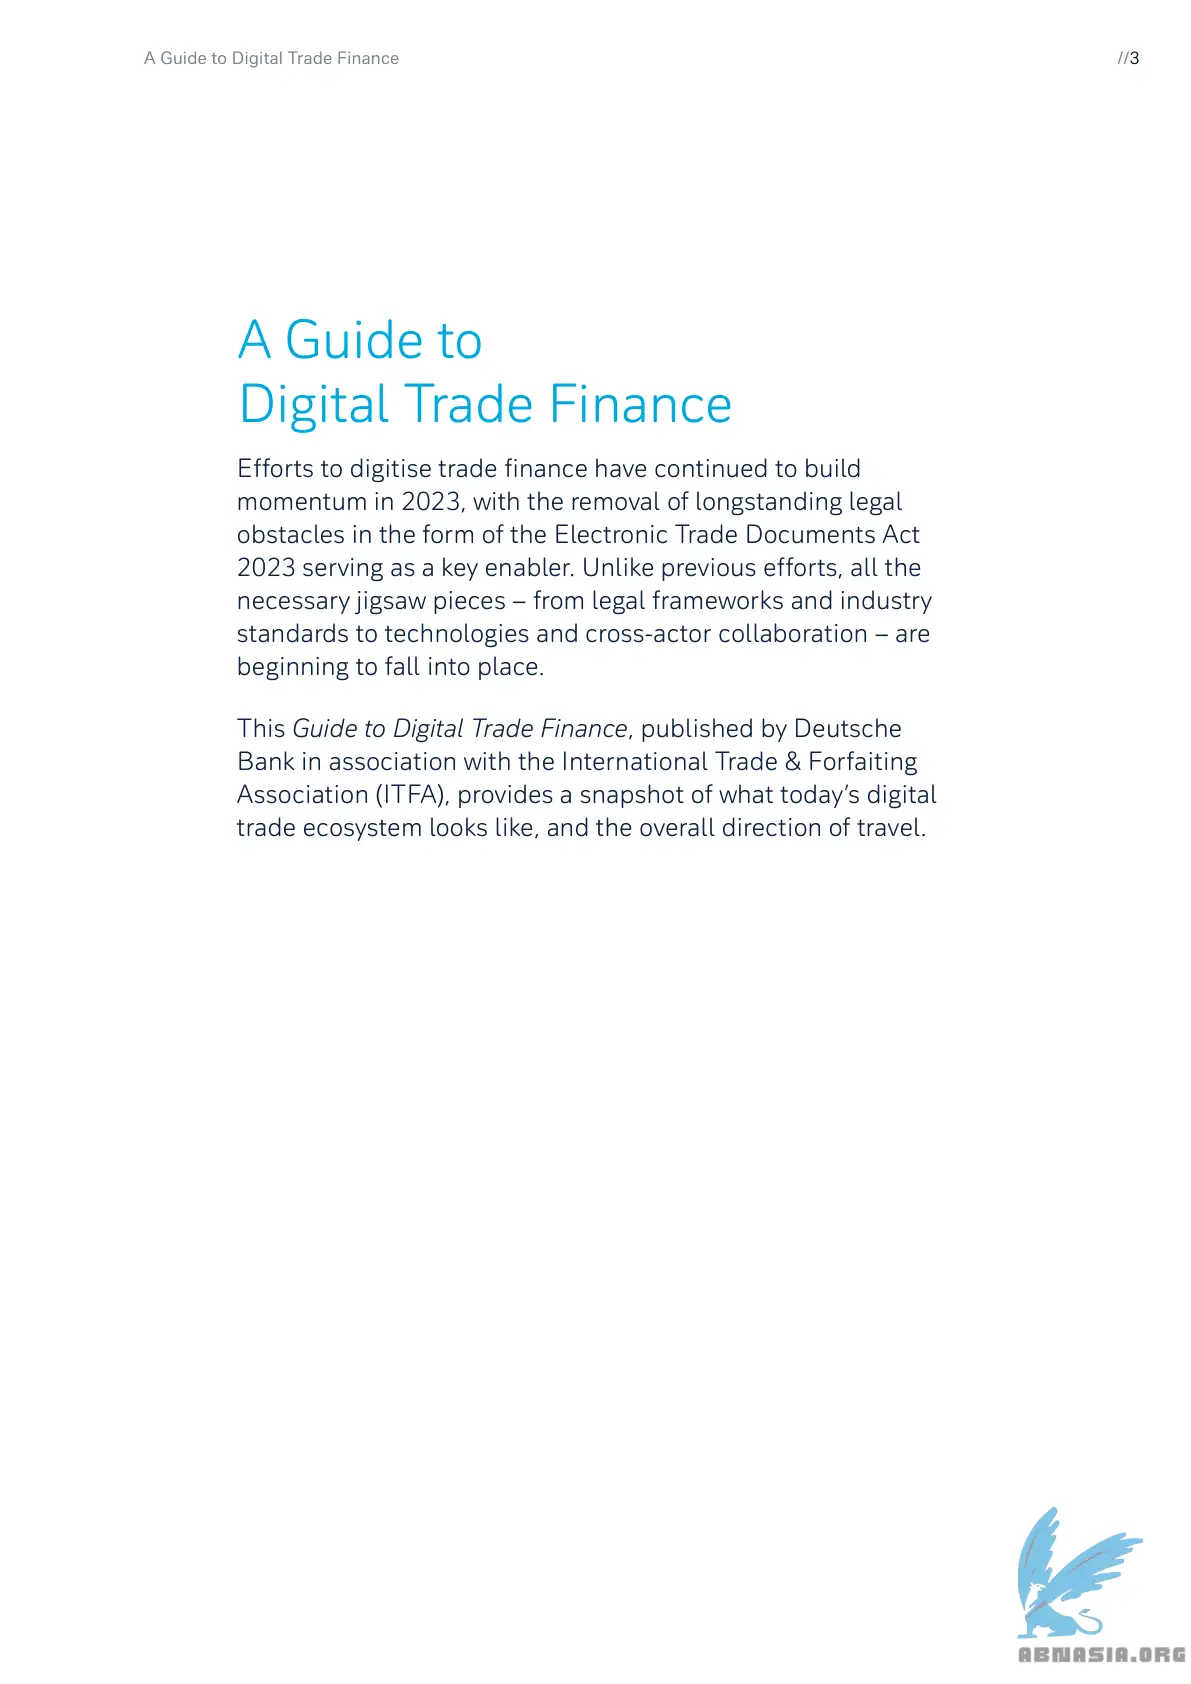 A Guide to Digital Trade Finance
//3
A Guide to
Digital Trade Finance
Efforts to digitise trade finance have continued to build
momentum in 2023, with the removal of longstanding legal
obstacles in the form of the Electronic Trade Documents Act
2023 serving as a key enabler. Unlike previous efforts, all the
necessary jigsaw pieces – from legal frameworks and industry
standards to technologies and cross-actor collaboration – are
beginning to fall into place.
This Guide to Digital Trade Finance, published by Deutsche
Bank in association with the International Trade & Forfaiting
Association (ITFA), provides a snapshot of what today’s digital
trade ecosystem looks like, and the overall direction of travel.
ABNASIA.ORG